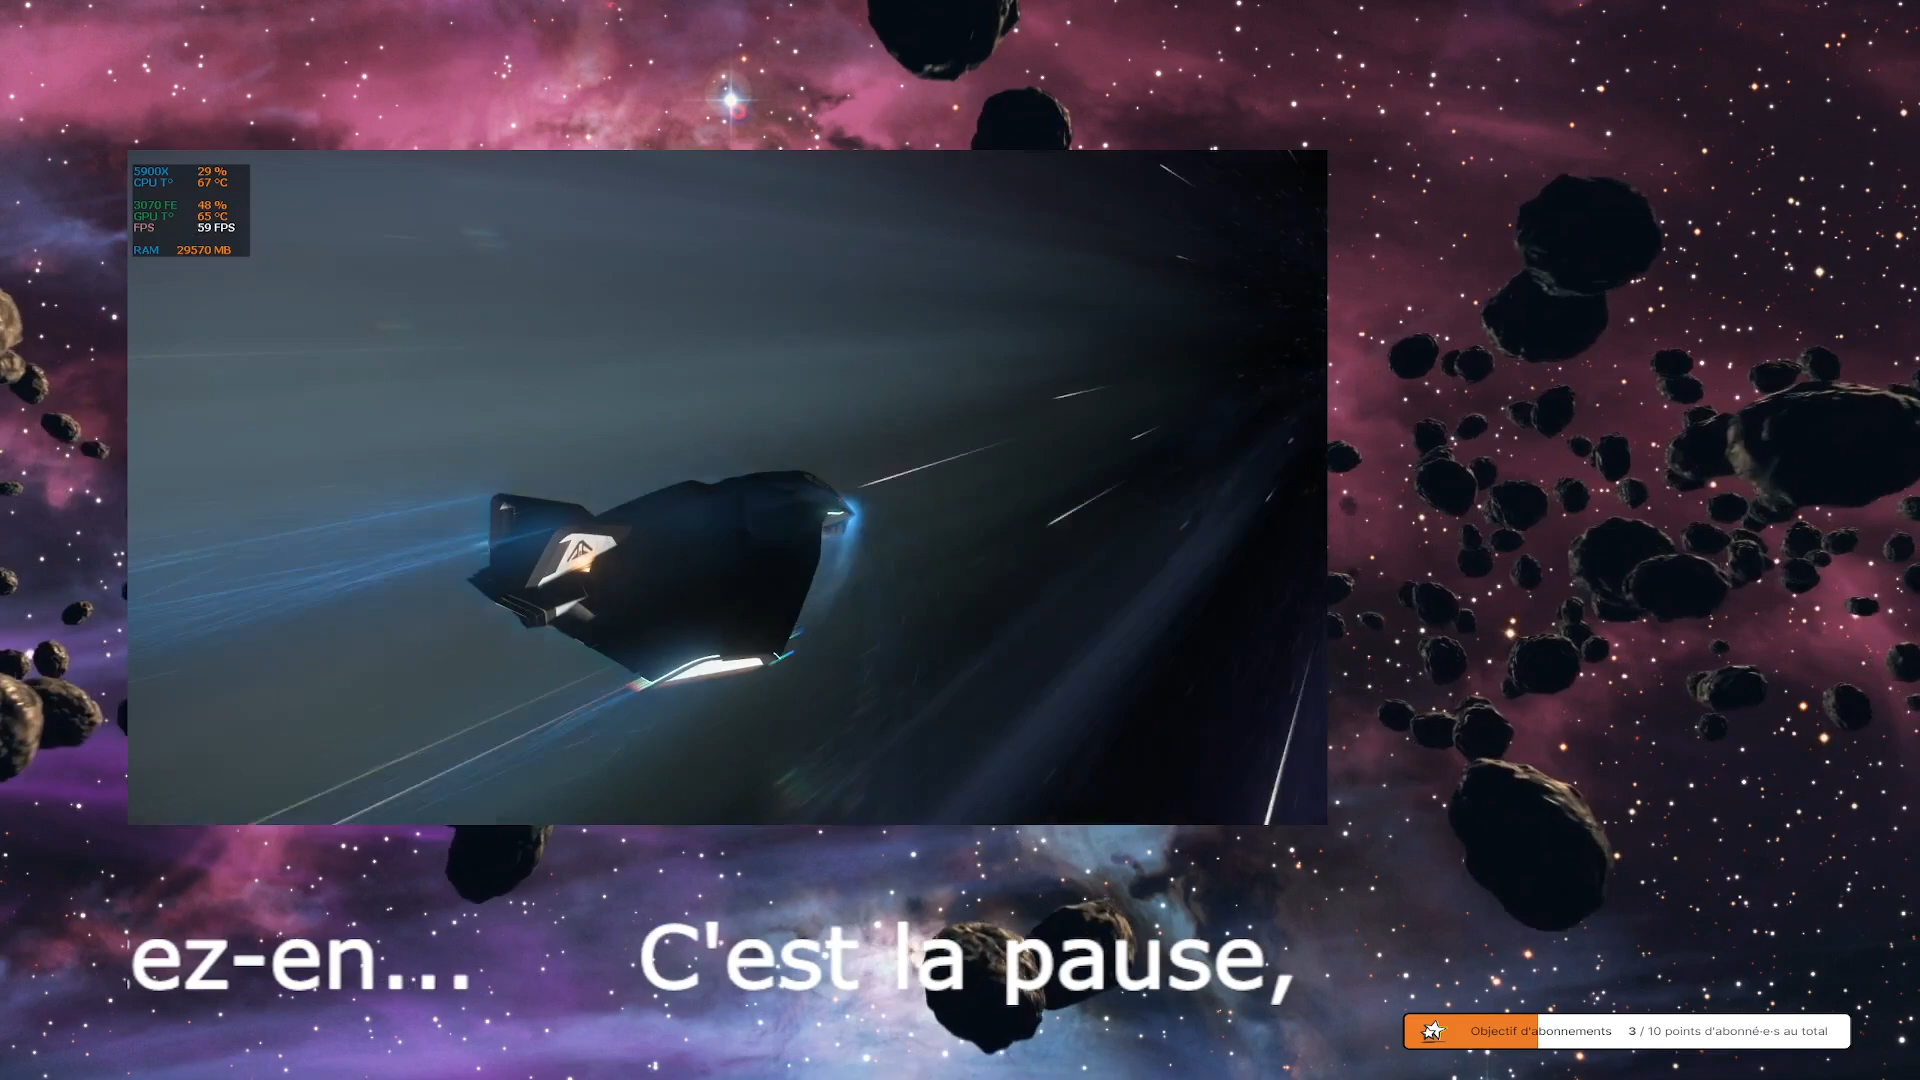 5900X 29 %
CPU T° 67 °C
3070 FE 48 %
GPU T° 65 °C
FPS 59 FPS
RAM 29570 MB
ez-en... C'est la pause,
Objectif d'abonnements 3 / 10 points d'abonné·e·s au total